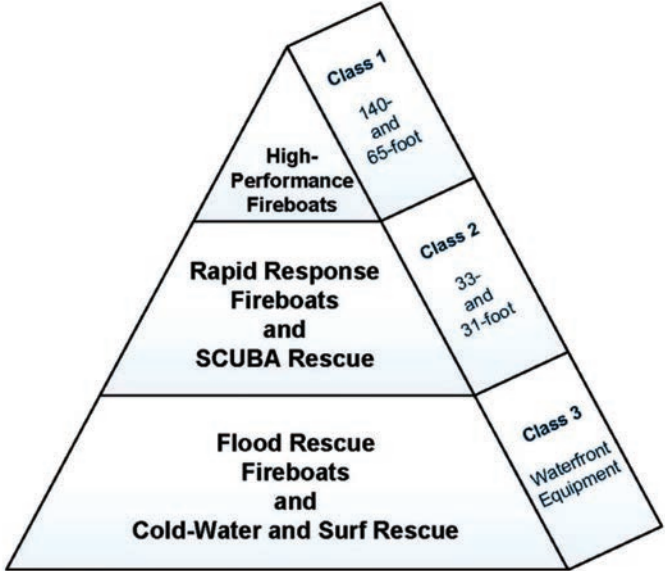 High-
Performance
Fireboats
Class 1
140-
and
65-foot
Rapid Response
Fireboats
and
SCUBA Rescue
Class 2
33-
and
31-foot
Flood Rescue
Fireboats
and
Cold-Water and Surf Rescue
Class 3
Waterfront
Equipment